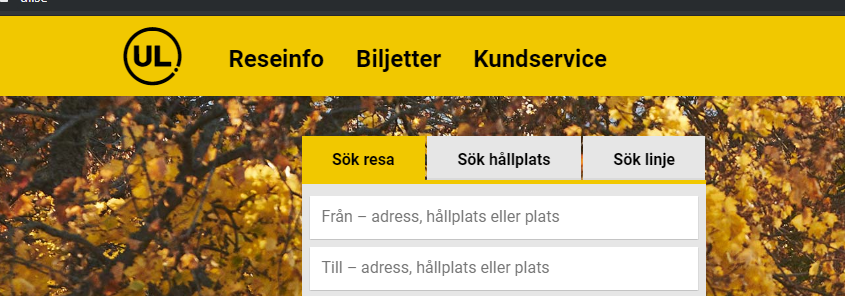 UL
Reseinfo Biljetter Kundservice
Sök resa Sök hållplats Sök linje
Från – adress, hållplats eller plats
Till – adress, hållplats eller plats